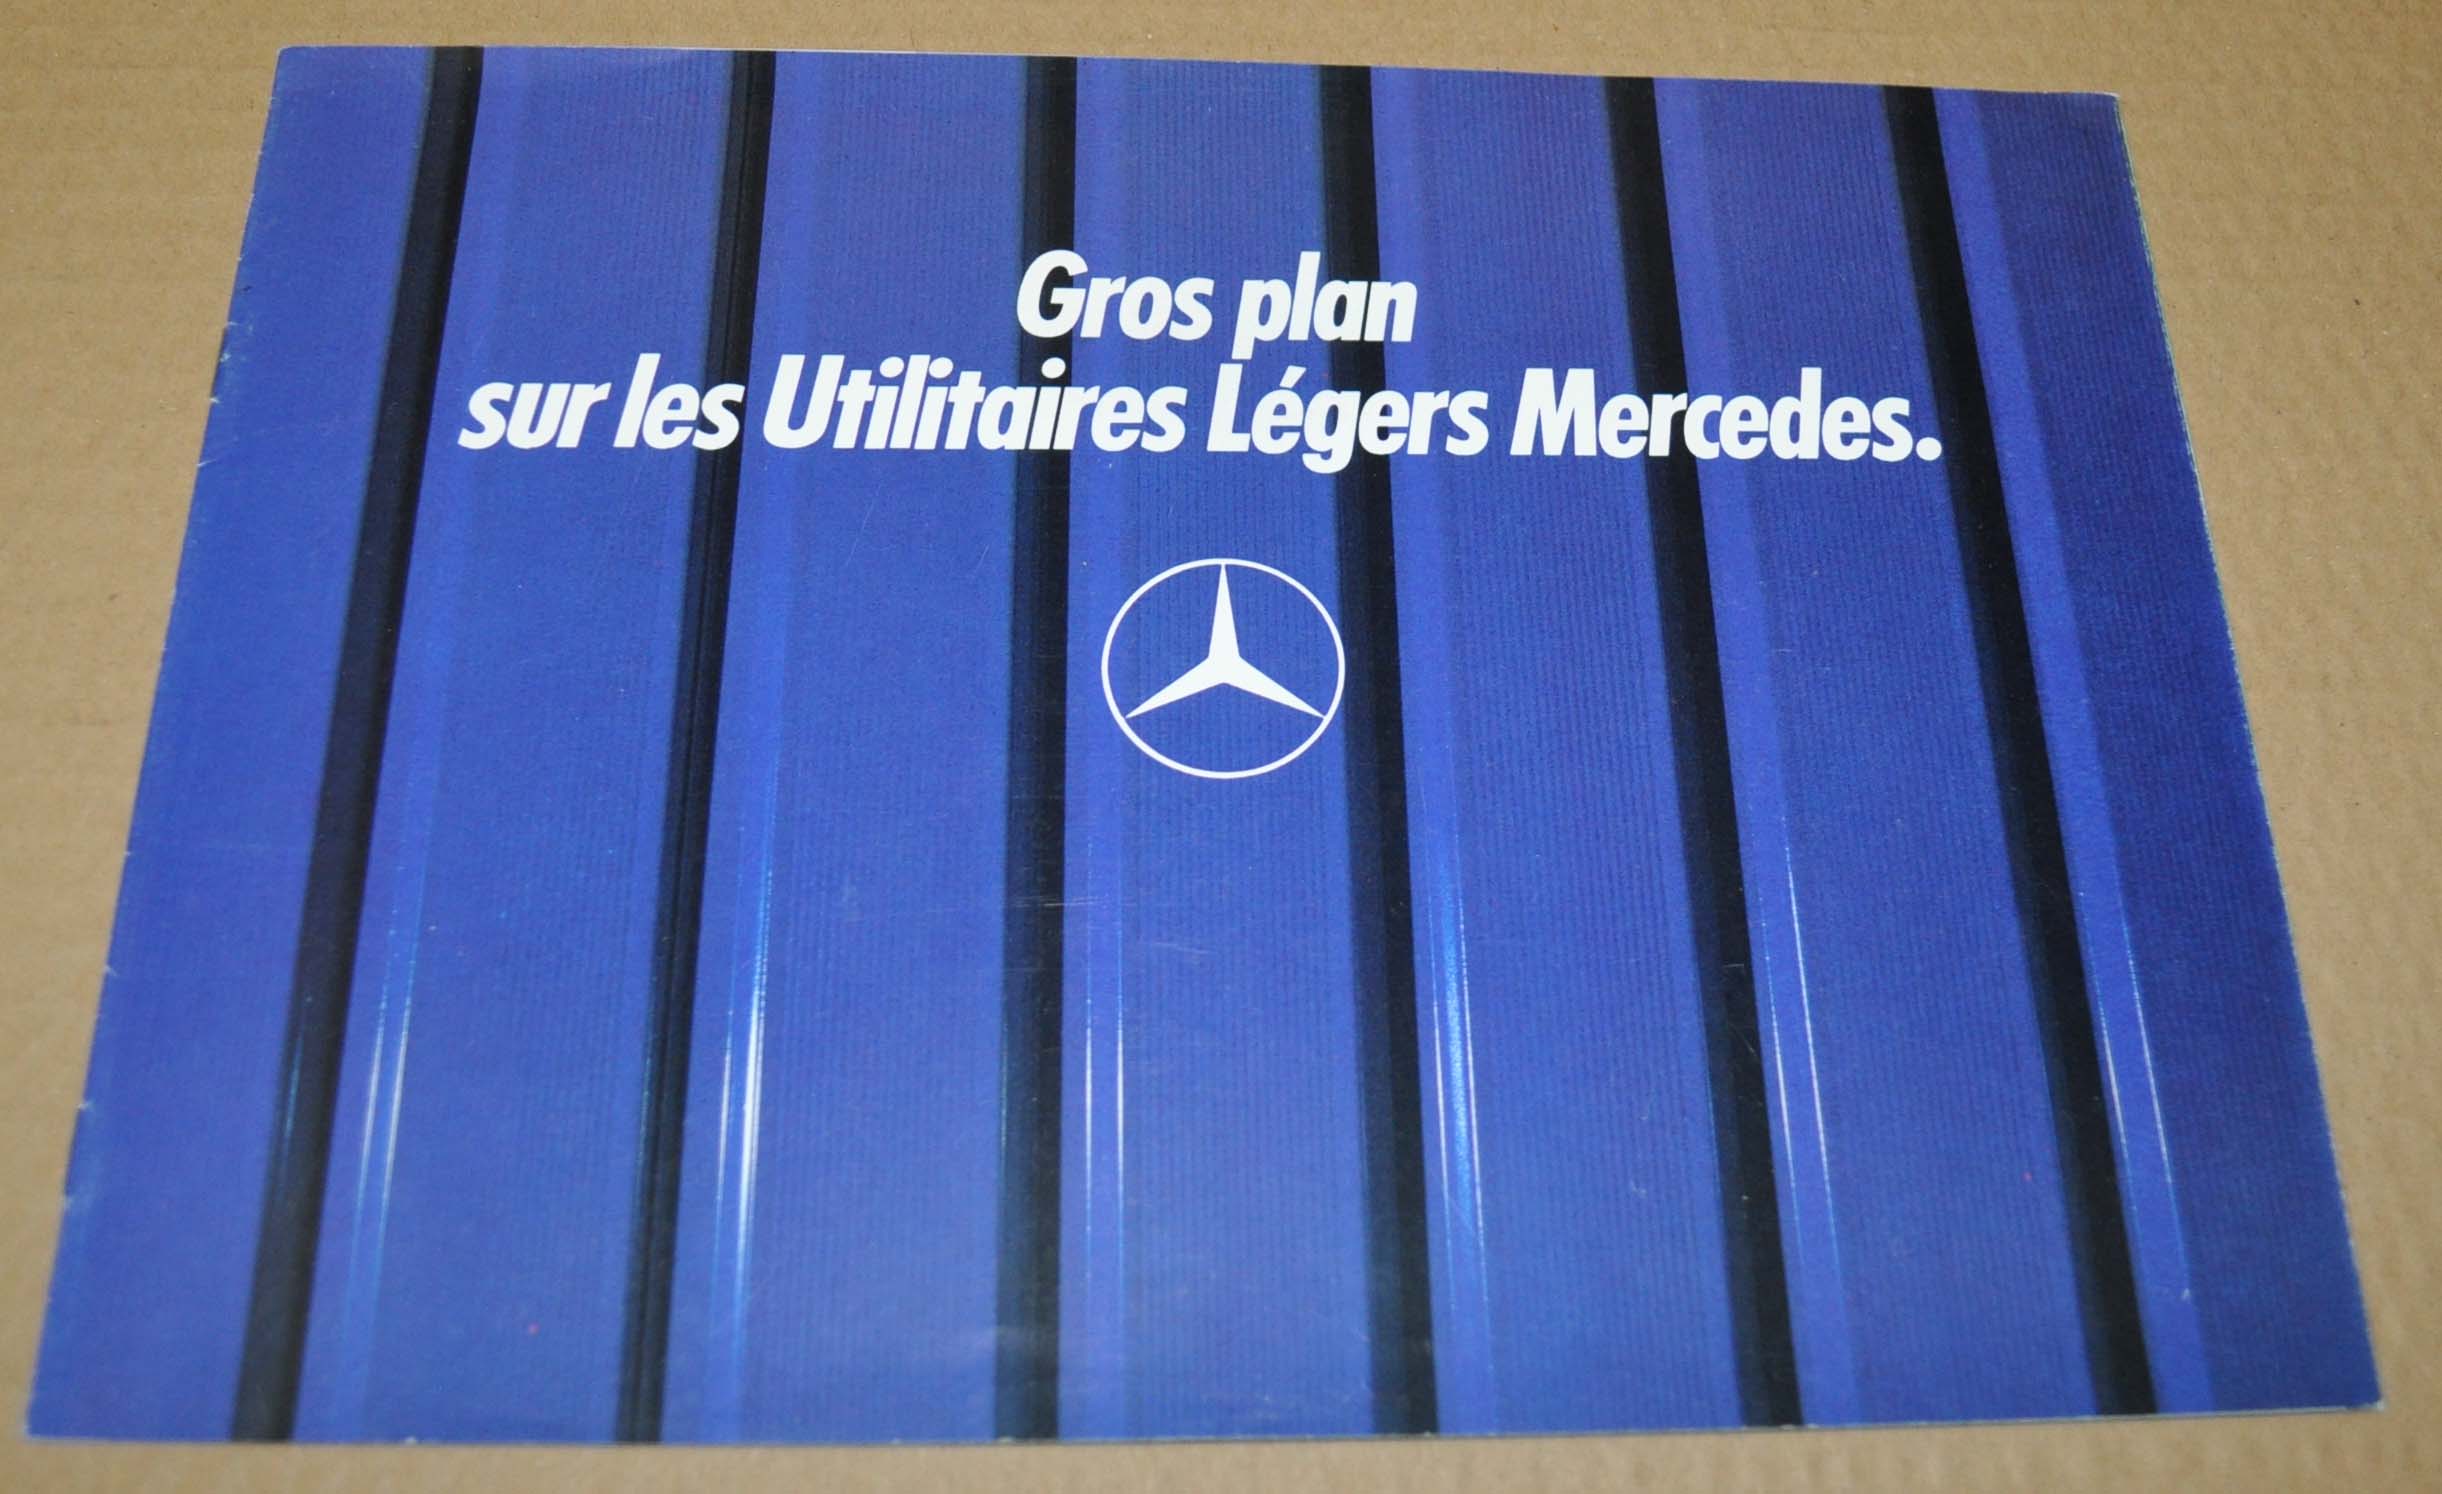 Gros plan
sur les Utilitaires Légers Mercedes.